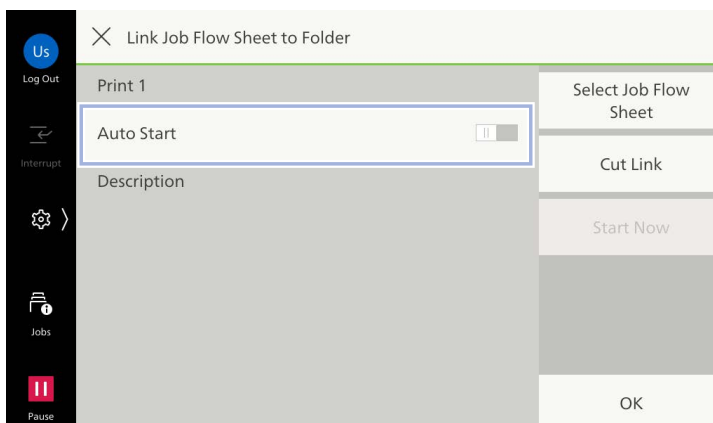 Us
Log Out
Interrupt
Jobs
Pause
Link Job Flow Sheet to Folder
Print 1
Auto Start
Description
Select Job Flow
Sheet
Cut Link
Start Now
OK